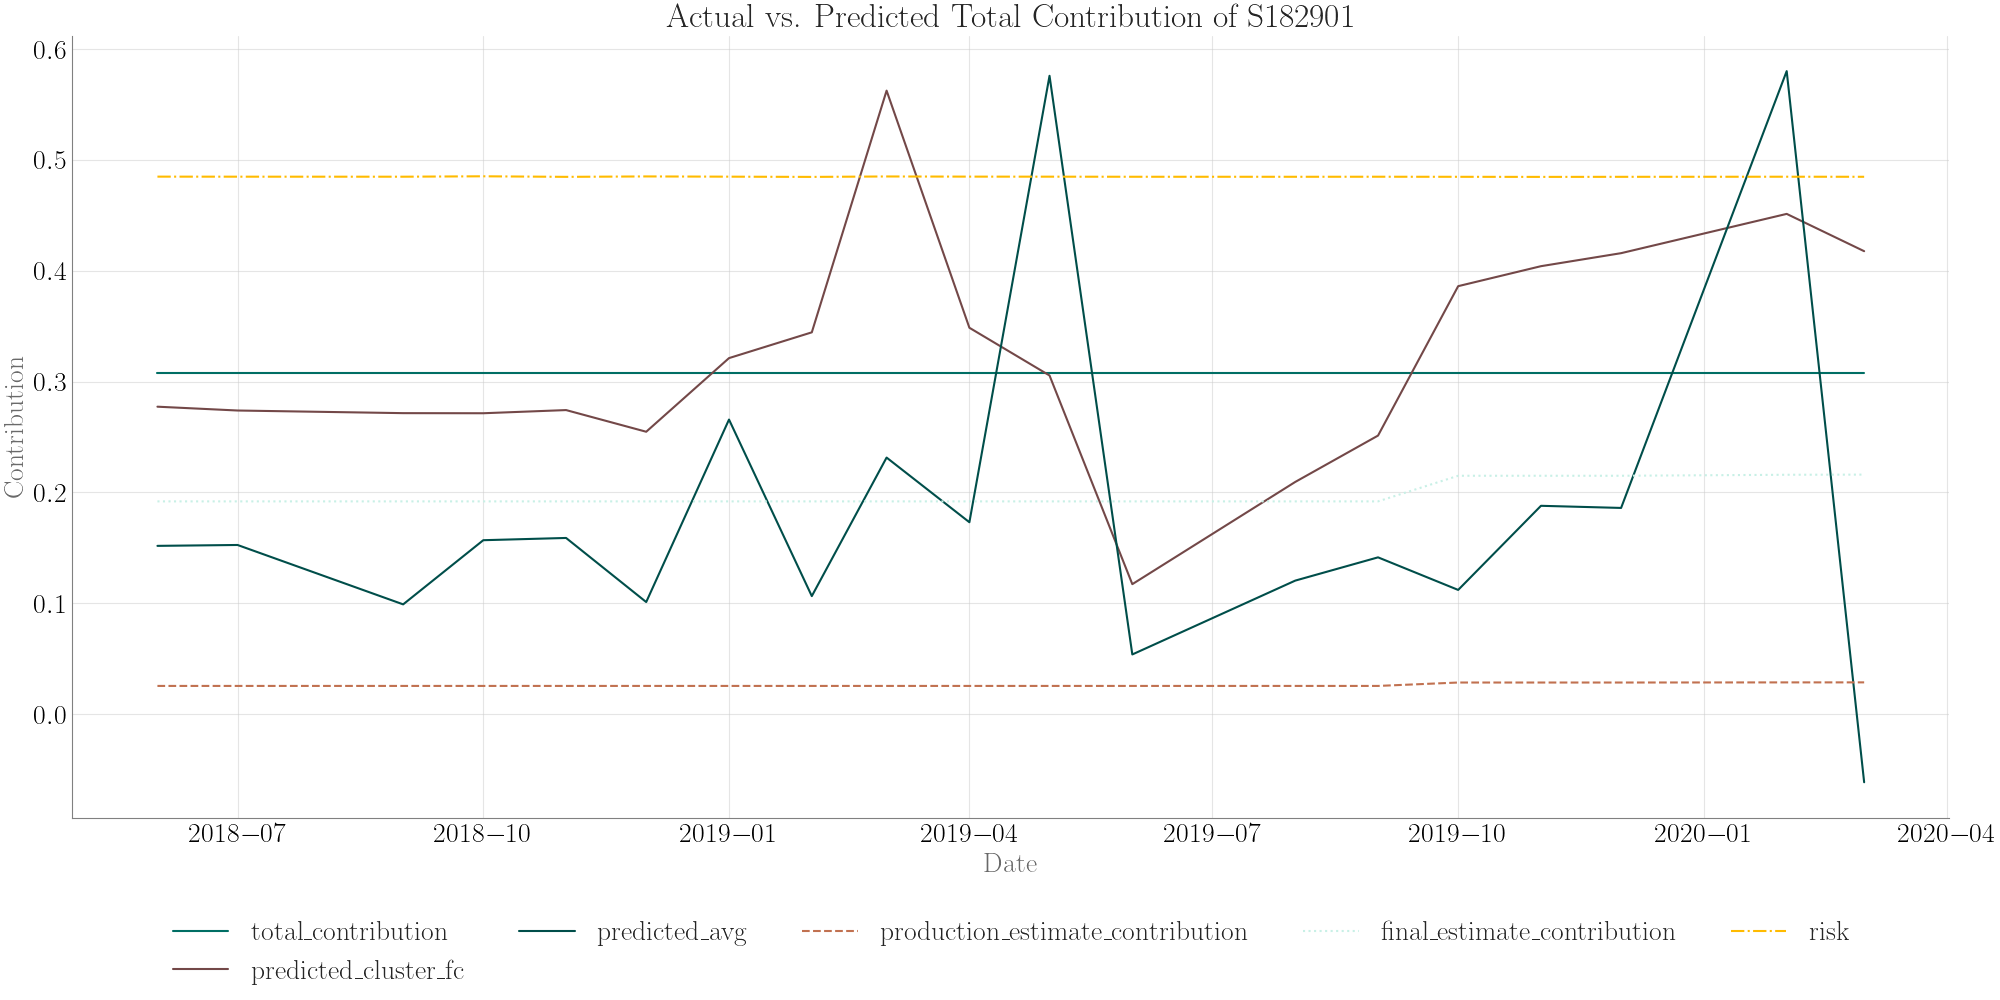 Actual vs. Predicted Total Contribution of S182901
0.6
0.5
0.4
0.3
0.2
0.1
0.0
Contribution
2018–07 2018–10 2019–01 2019–04 2019–07 2019–10 2020–01 2020–04
Date
total_contribution predicted_avg production_estimate_contribution final_estimate_contribution risk
predicted_cluster_fc